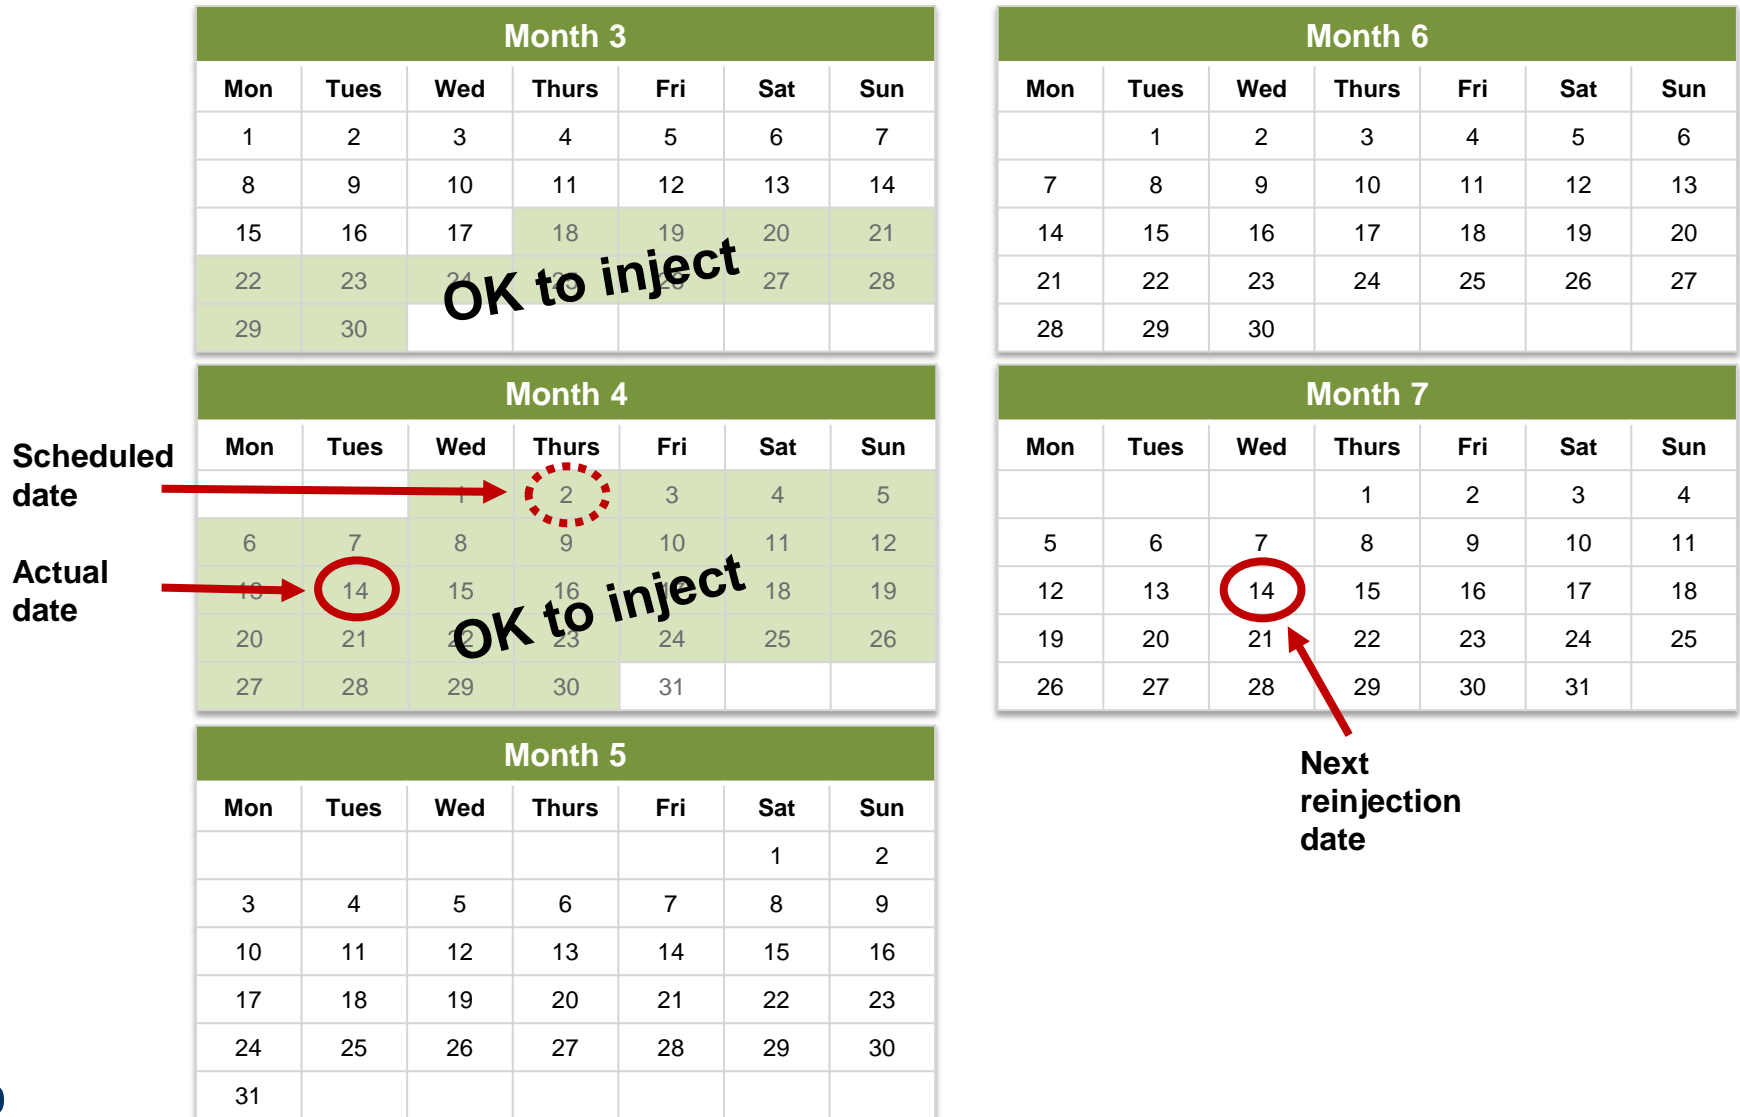 Month 3
Mon Tues Wed Thurs Fri Sat Sun
1 2 3 4 5 6 7
8 9 10 11 12 13 14
15 16 17 18 19 20 21
22 23 24 25 26 27 28
OK to inject
29 30
Month 4
Mon Tues Wed Thurs Fri Sat Sun
Scheduled
date
1 2 3 4 5
6 7 8 9 10 11 12
Actual
date
13 14 15 16 17 18 19
OK to inject
20 21 22 23 24 25 26
27 28 29 30 31
Month 5
Mon Tues Wed Thurs Fri Sat Sun
1 2
3 4 5 6 7 8 9
10 11 12 13 14 15 16
17 18 19 20 21 22 23
24 25 26 27 28 29 30
31
Month 6
Mon Tues Wed Thurs Fri Sat Sun
1 2 3 4 5 6
7 8 9 10 11 12 13
14 15 16 17 18 19 20
21 22 23 24 25 26 27
28 29 30
Month 7
Mon Tues Wed Thurs Fri Sat Sun
1 2 3 4
5 6 7 8 9 10 11
12 13 14 15 16 17 18
19 20 21 22 23 24 25
26 27 28 29 30 31
Next
reinjection
date